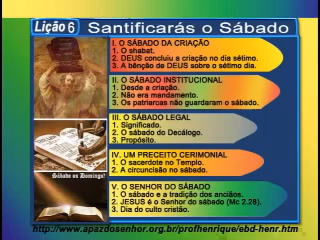 Lição 6 Santificarás o Sábado
I. O SÁBADO DA CRIAÇÃO
1. O shabat.
2. DEUS concluiu a criação no dia sétimo.
3. A bênção de DEUS sobre o sétimo dia.
II. O SÁBADO INSTITUCIONAL
1. Desde a criação.
2. Não era mandamento.
3. Os patriarcas não guardaram o sábado.
III. O SÁBADO LEGAL
1. Significado.
2. O sábado do Decálogo.
3. Propósito.
IV. UM PRECEITO CERIMONIAL
1. O sacerdote no Templo.
2. A circuncisão no sábado.
Sábado ou Domingo?
V. O SENHOR DO SÁBADO
1. O sábado e a tradição dos anciãos.
2. JESUS é o Senhor do sábado (Mc 2.28).
3. Dia do culto cristão.
http://www.apazdosenhor.org.br/profhenrique/ebd-henr.htm